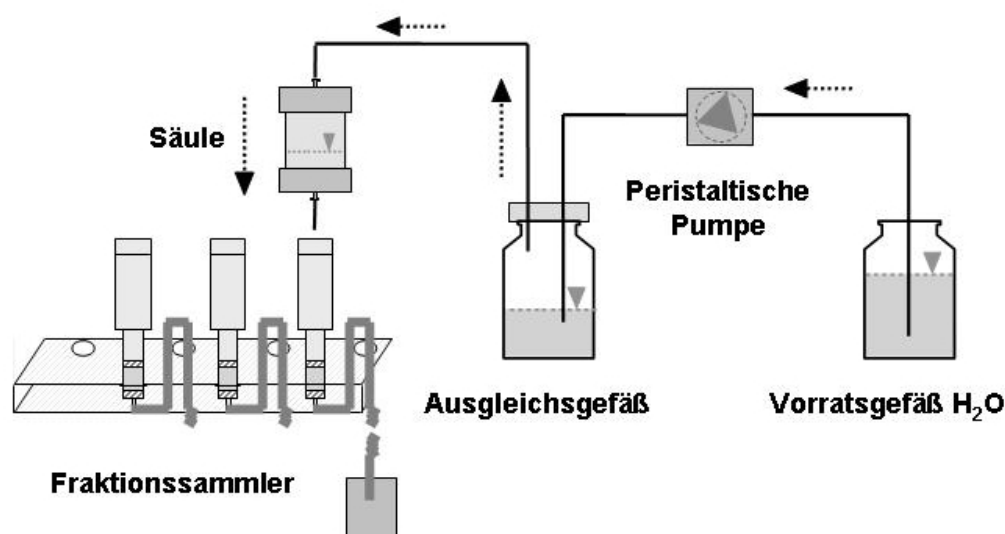 Säule
Peristaltische
Pumpe
Ausgleichsgefäß
Vorratsgefäß H₂O
Fraktionssammler